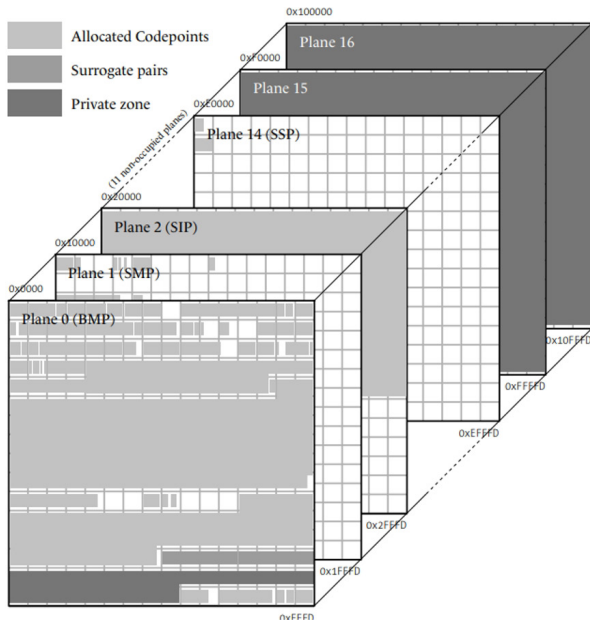 Allocated Codepoints
Surrogate pairs
Private zone
0x100000
Plane 16
0xF0000
Plane 15
0xE0000
Plane 14 (SSP)
(11 non-occupied planes)
0x20000
Plane 2 (SIP)
0x10000
Plane 1 (SMP)
0x0000
Plane 0 (BMP)
0x10FFFD
0xFFFFD
0xEFFFD
0x2FFFD
0x1FFFD
0xFFFD